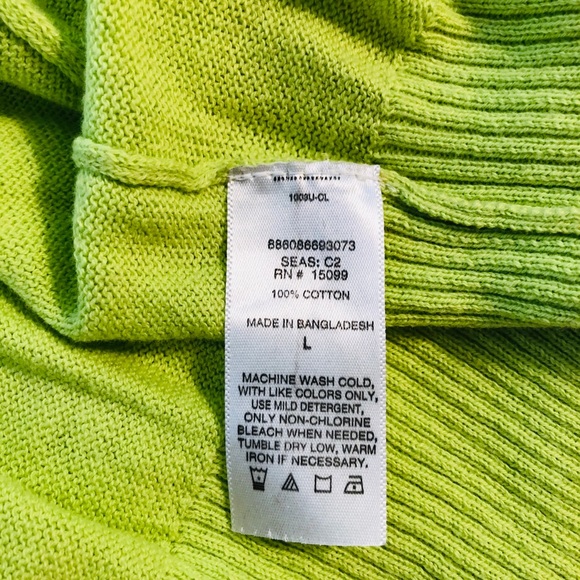 1003U-CL
886086693073
SEAS: C2
RN # 15099
100% COTTON
MADE IN BANGLADESH
L
MACHINE WASH COLD,
WITH LIKE COLORS ONLY,
USE MILD DETERGENT,
ONLY NON-CHLORINE
BLEACH WHEN NEEDED,
TUMBLE DRY LOW, WARM
IRON IF NECESSARY.